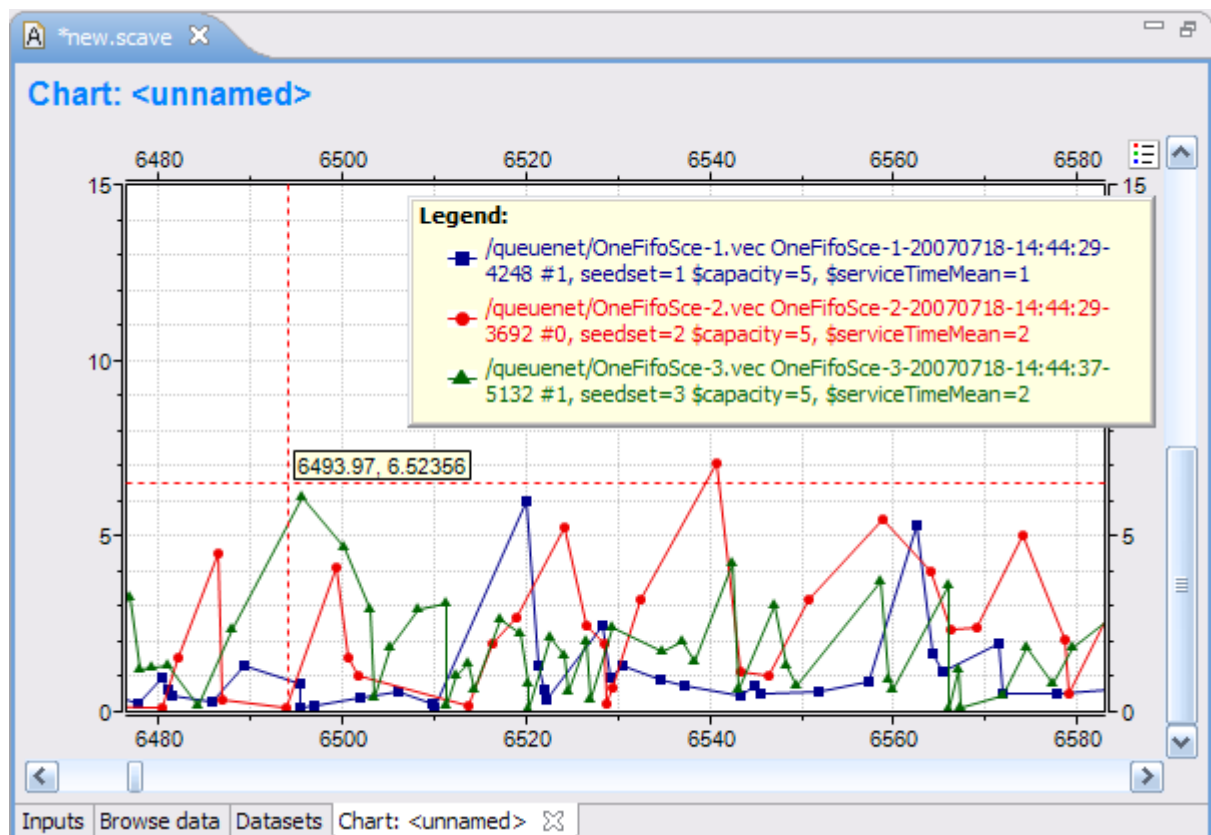 *new.scave
Chart: <unnamed>
6480 6500 6520 6540 6560 6580
15 15
Legend:
/queuenet/OneFifoSce-1.vec OneFifoSce-1-20070718-14:44:29-
4248 #1, seedset=1 $capacity=5, $serviceTimeMean=1
/queuenet/OneFifoSce-2.vec OneFifoSce-2-20070718-14:44:29-
3692 #0, seedset=2 $capacity=5, $serviceTimeMean=2
10
/queuenet/OneFifoSce-3.vec OneFifoSce-3-20070718-14:44:37-
5132 #1, seedset=3 $capacity=5, $serviceTimeMean=2
6493.97, 6.52356
5 5
0 0
6480 6500 6520 6540 6560 6580
Inputs Browse data Datasets Chart: <unnamed>